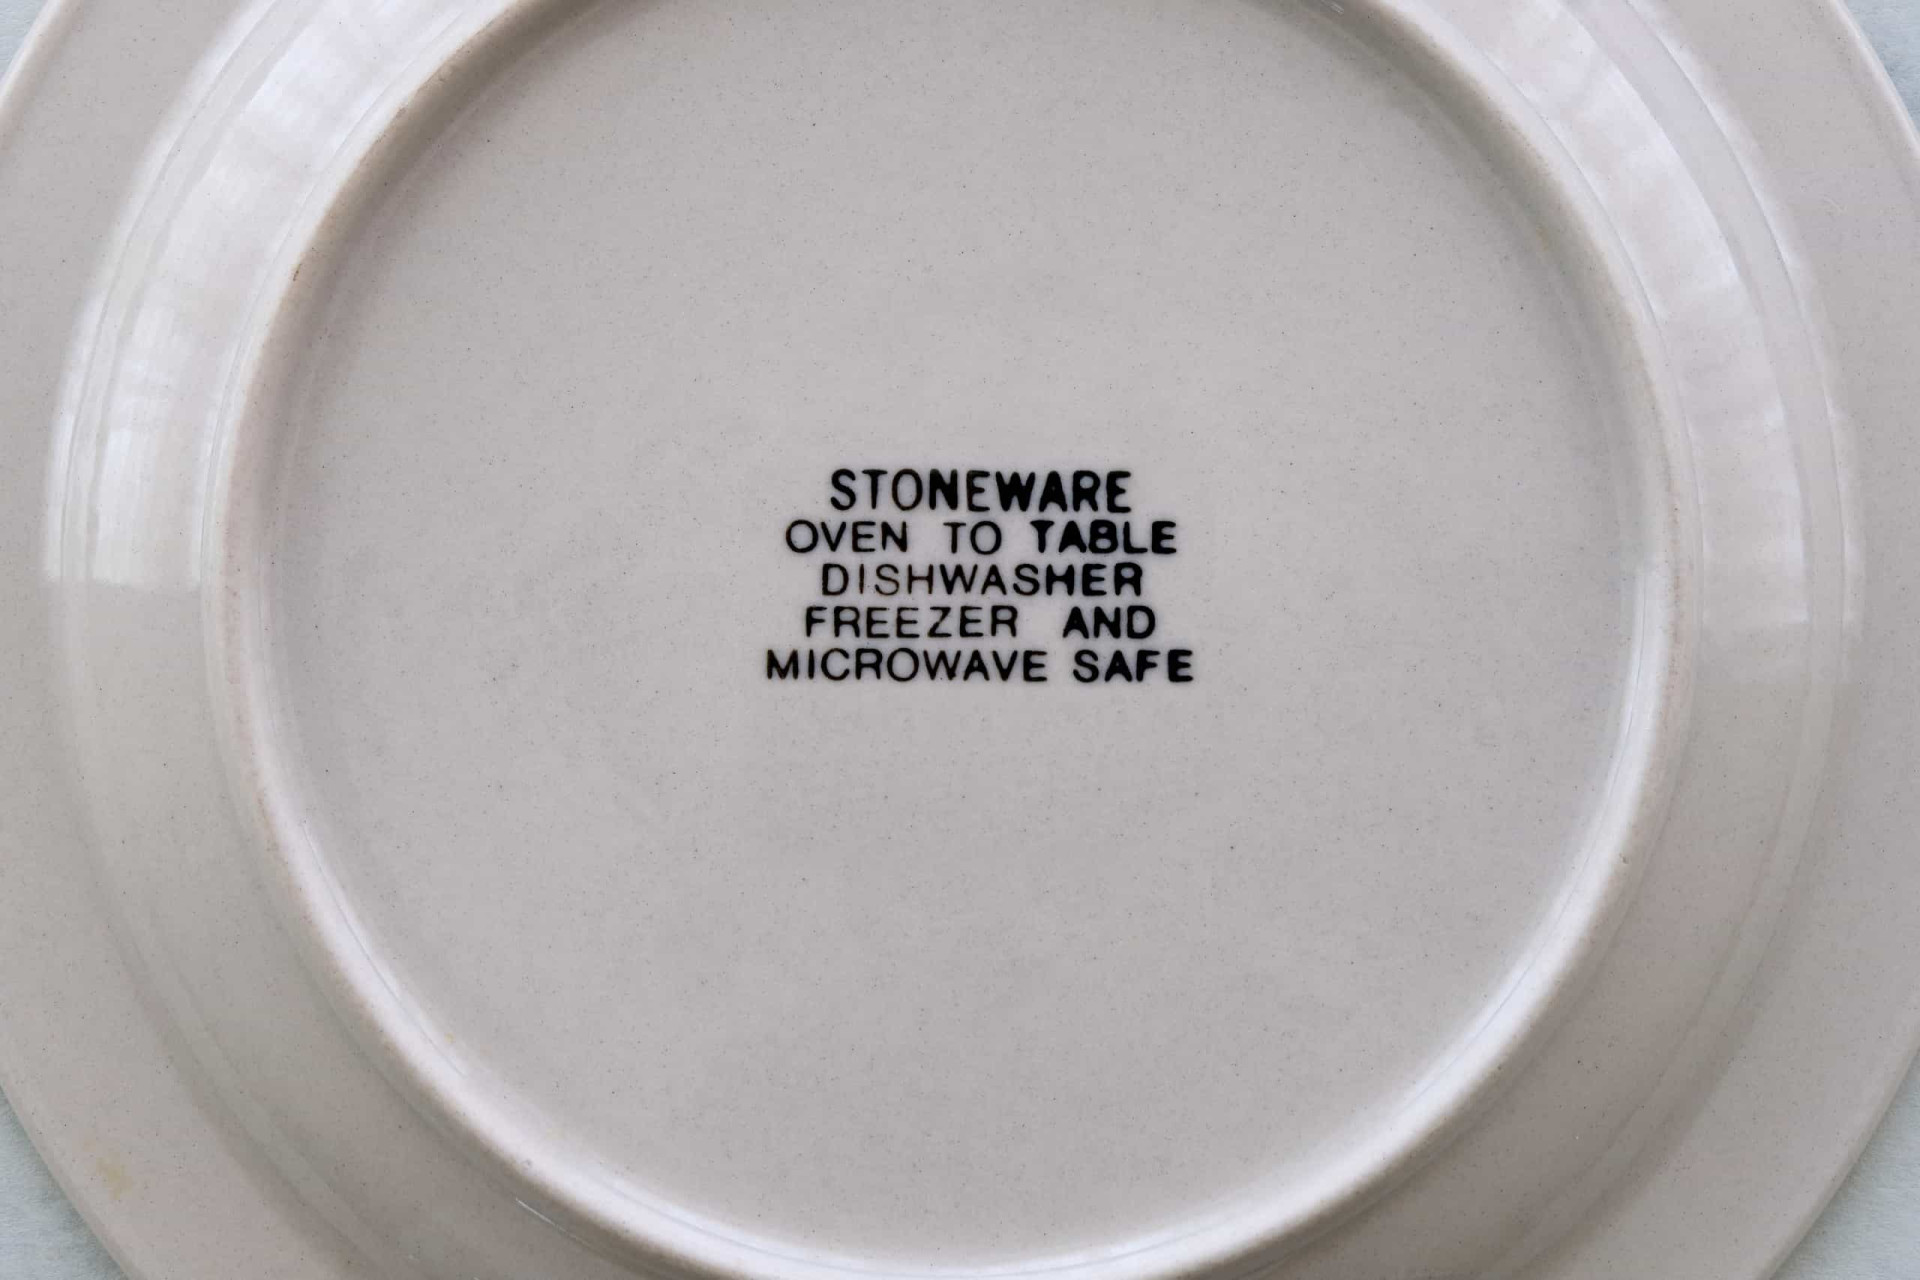 STONEWARE
OVEN TO TABLE
DISHWASHER
FREEZER AND
MICROWAVE SAFE